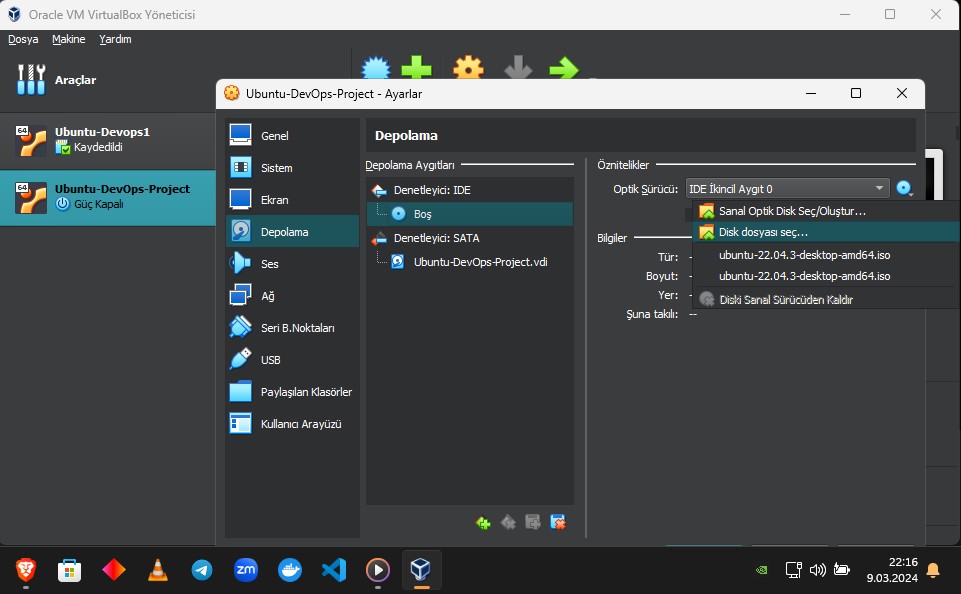 Oracle VM VirtualBox Yöneticisi
Dosya Makine Yardım
Araçlar
64
Ubuntu-Devops1
Kaydedildi
64
Ubuntu-DevOps-Project
Güç Kapalı
Ubuntu-DevOps-Project - Ayarlar
Genel
Sistem
Ekran
Depolama
Ses
Ağ
Seri B.Noktaları
USB
Paylaşılan Klasörler
Kullanıcı Arayüzü
Depolama
Depolama Aygıtları
Denetleyici: IDE
Boş
Denetleyici: SATA
Ubuntu-DevOps-Project.vdi
Öznitelikler
Optik Sürücü: IDE İkincil Aygıt 0
Sanal Optik Disk Seç/Oluştur...
Disk dosyası seç...
ubuntu-22.04.3-desktop-amd64.iso
ubuntu-22.04.3-desktop-amd64.iso
Diski Sanal Sürücüden Kaldır
Bilgiler
Tür: -
Boyut: -
Yer: -
Şuna takılı: --
zm
22:16
9.03.2024